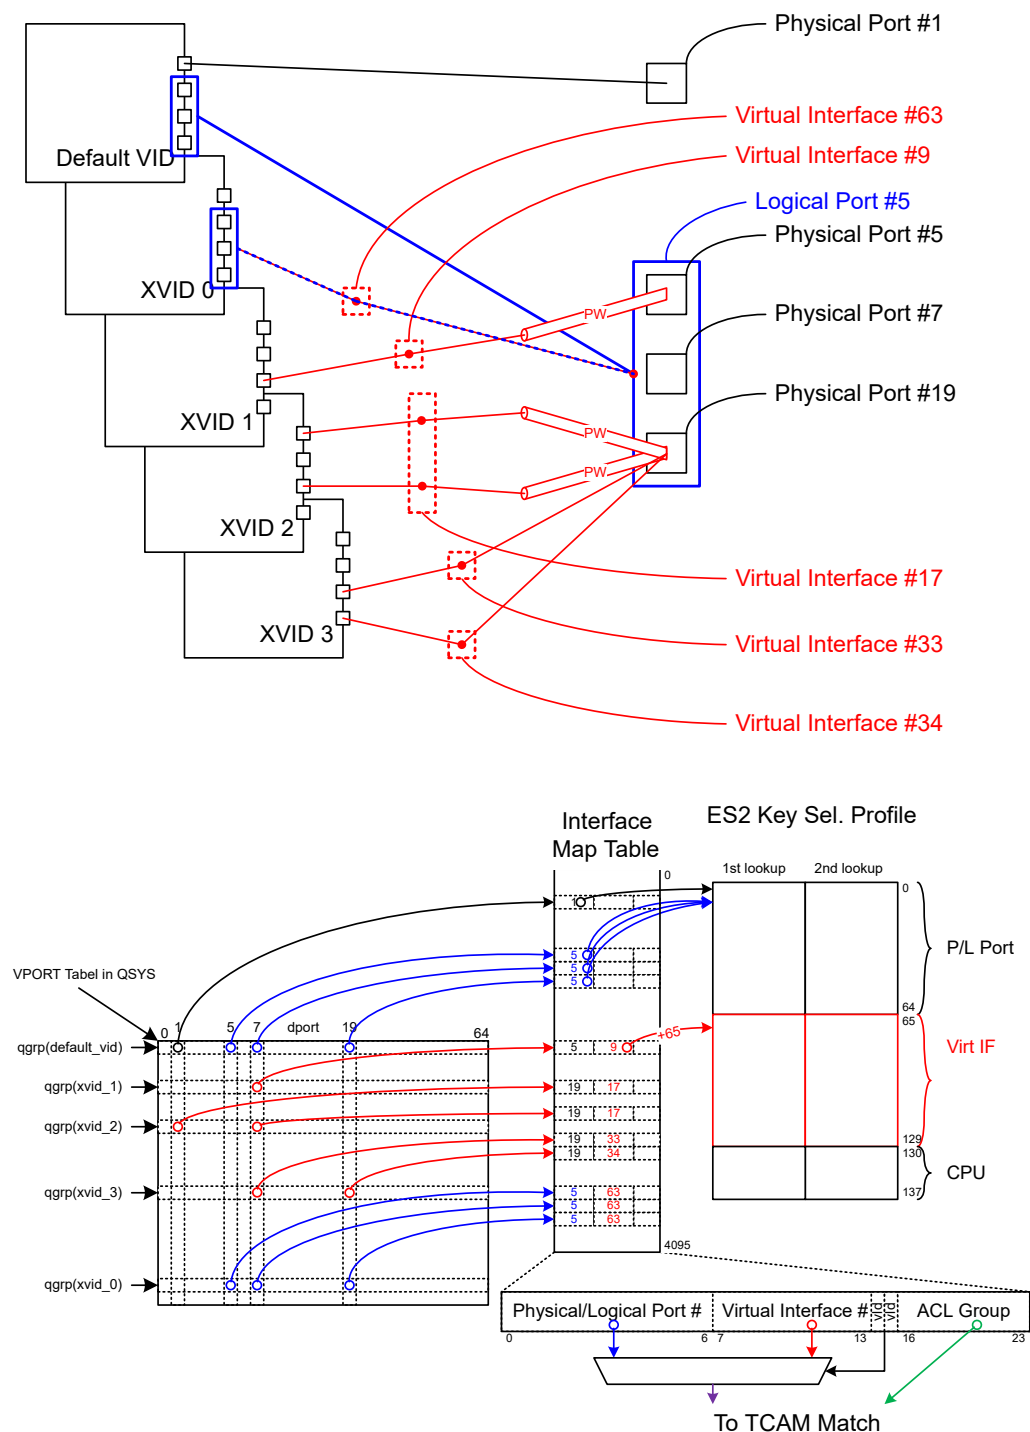 Physical Port #1
Virtual Interface #63
Default VID
Virtual Interface #9
Logical Port #5
Physical Port #5
XVID 0
PW
Physical Port #7
Physical Port #19
XVID 1
PW
PW
XVID 2
Virtual Interface #17
XVID 3
Virtual Interface #33
Virtual Interface #34
Interface
Map Table
ES2 Key Sel. Profile
1st lookup 2nd lookup
0
0
1
P/L Port
5
5
5
VPORT Tabel in QSYS
64
65
0 1 5 7 dport 19 64
+65
qgrp(default_vid)
5 9
Virt IF
qgrp(xvid_1)
19 17
19 17
qgrp(xvid_2)
19 33
19 34
129
130
CPU
qgrp(xvid_3)
5 63
5 63
5 63
137
4095
qgrp(xvid_0)
Physical/Logical Port # Virtual Interface # vid vid ACL Group
0 6 7 13 16 23
To TCAM Match